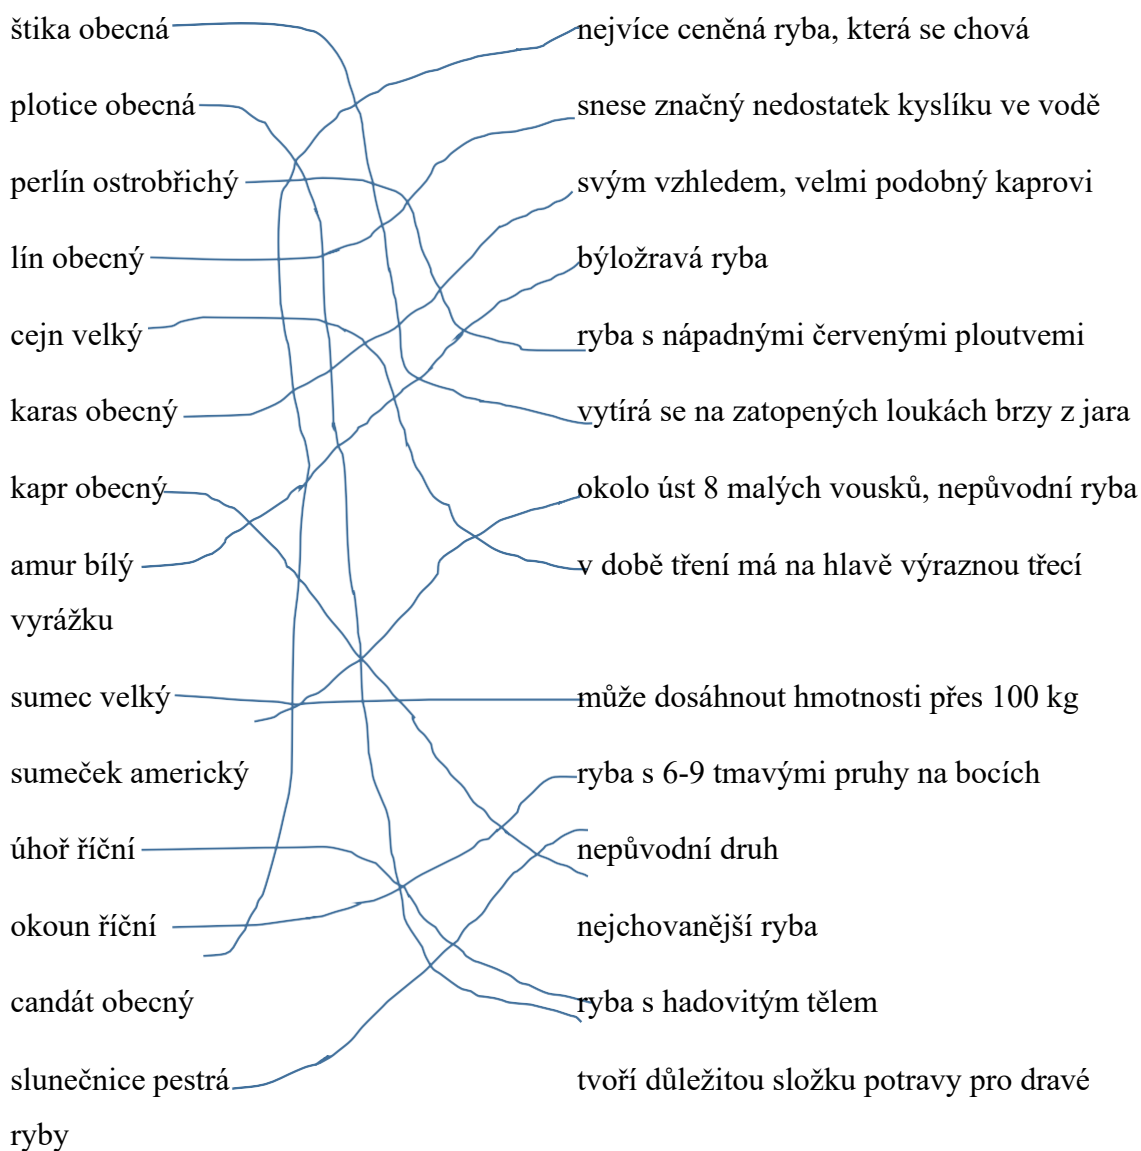 štika obecná nejvíce ceněná ryba, která se chová
plotice obecná snese značný nedostatek kyslíku ve vodě
perlín ostrobřichý svým vzhledem, velmi podobný kaprovi
lín obecný býložravá ryba
cejn velký ryba s nápadnými červenými ploutvemi
karas obecný vytírá se na zatopených loukách brzy z jara
kapr obecný okolo úst 8 malých vousků, nepůvodní ryba
amur bílý v době tření má na hlavě výraznou třecí
vyrážku
sumec velký může dosáhnout hmotnosti přes 100 kg
sumeček americký ryba s 6-9 tmavými pruhy na bocích
úhoř říční nepůvodní druh
okoun říční nejchovanější ryba
candát obecný ryba s hadovitým tělem
slunečnice pestrá tvoří důležitou složku potravy pro dravé
ryby